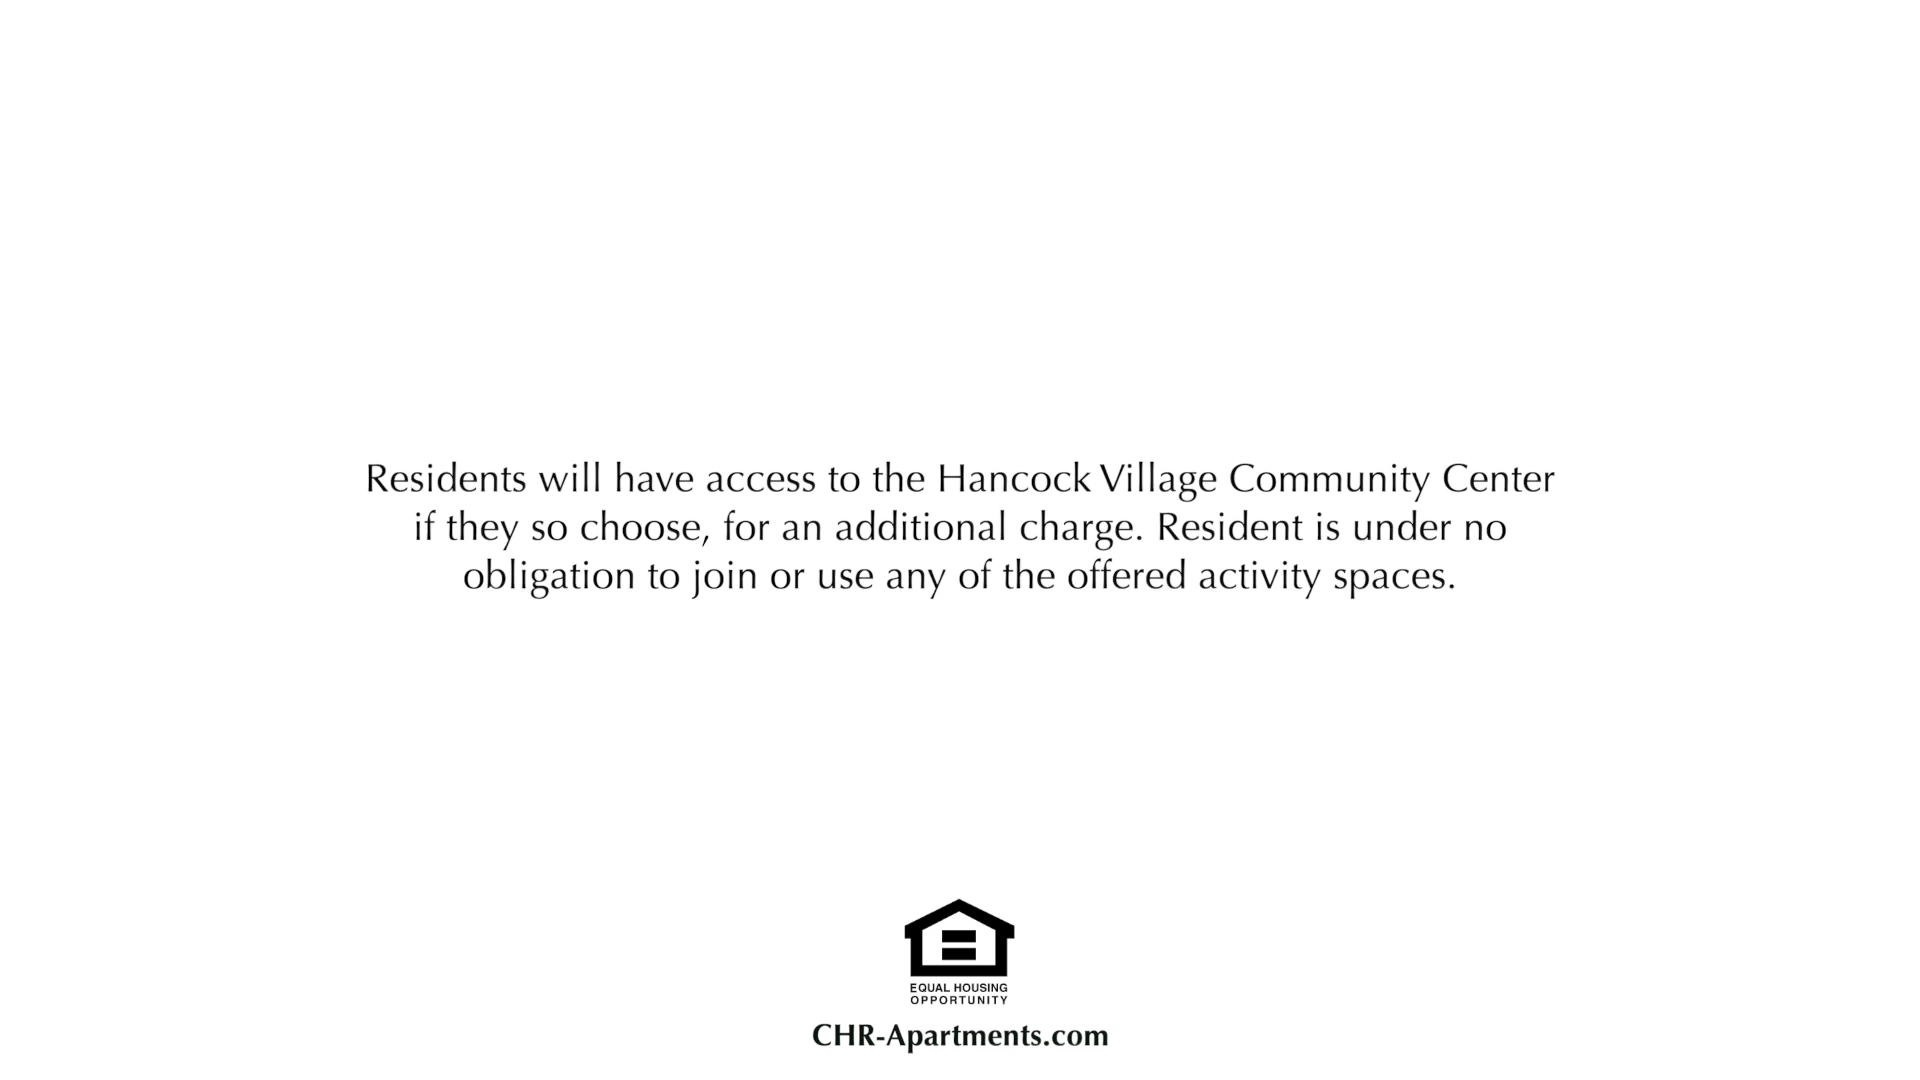 Residents will have access to the Hancock Village Community Center
if they so choose, for an additional charge. Resident is under no
obligation to join or use any of the offered activity spaces.
EQUAL HOUSING
OPPORTUNITY
CHR-Apartments.com